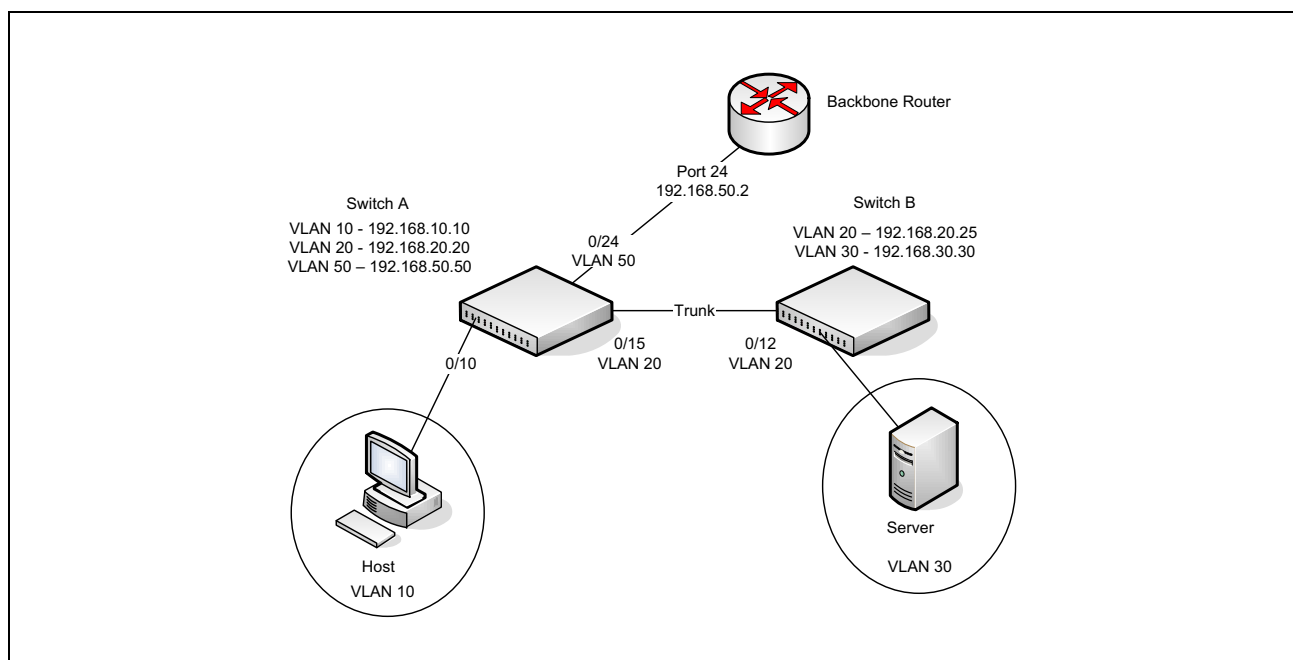 Backbone Router
Port 24
192.168.50.2
Switch A
VLAN 10 - 192.168.10.10
VLAN 20 - 192.168.20.20
VLAN 50 – 192.168.50.50
Switch B
VLAN 20 – 192.168.20.25
VLAN 30 - 192.168.30.30
0/24
VLAN 50
Trunk
0/15
VLAN 20
0/12
VLAN 20
0/10
Host
VLAN 10
Server
VLAN 30